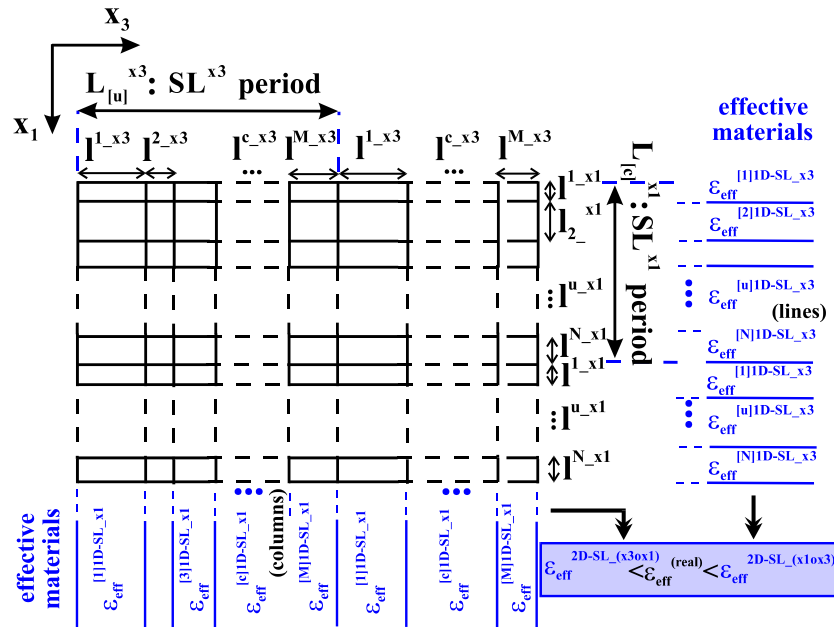 x3
L[u]x3: SLx3 period
x1
effective materials
l1_x3 l2_x3 lc_x3 lM_x3 l1_x3 lc_x3 lM_x3
... ...
l1_x1
l2_x1
...lu_x1
lN_x1
l1_x1
...lu_x1
lN_x1
L[c]x1: SLx1 period
εeff[1]1D-SL_x3
εeff[2]1D-SL_x3
εeff[u]1D-SL_x3
(lines)
εeff[N]1D-SL_x3
εeff[1]1D-SL_x3
εeff[u]1D-SL_x3
εeff[N]1D-SL_x3
effective materials
εeff[1]1D-SL_x1
εeff[3]1D-SL_x1
εeff[c]1D-SL_x1
(columns)
εeff[M]1D-SL_x1
εeff[1]1D-SL_x1
εeff[c]1D-SL_x1
εeff[M]1D-SL_x1
εeff2D-SL_(x3ox1)<εeff(real)<εeff2D-SL_(x1ox3)